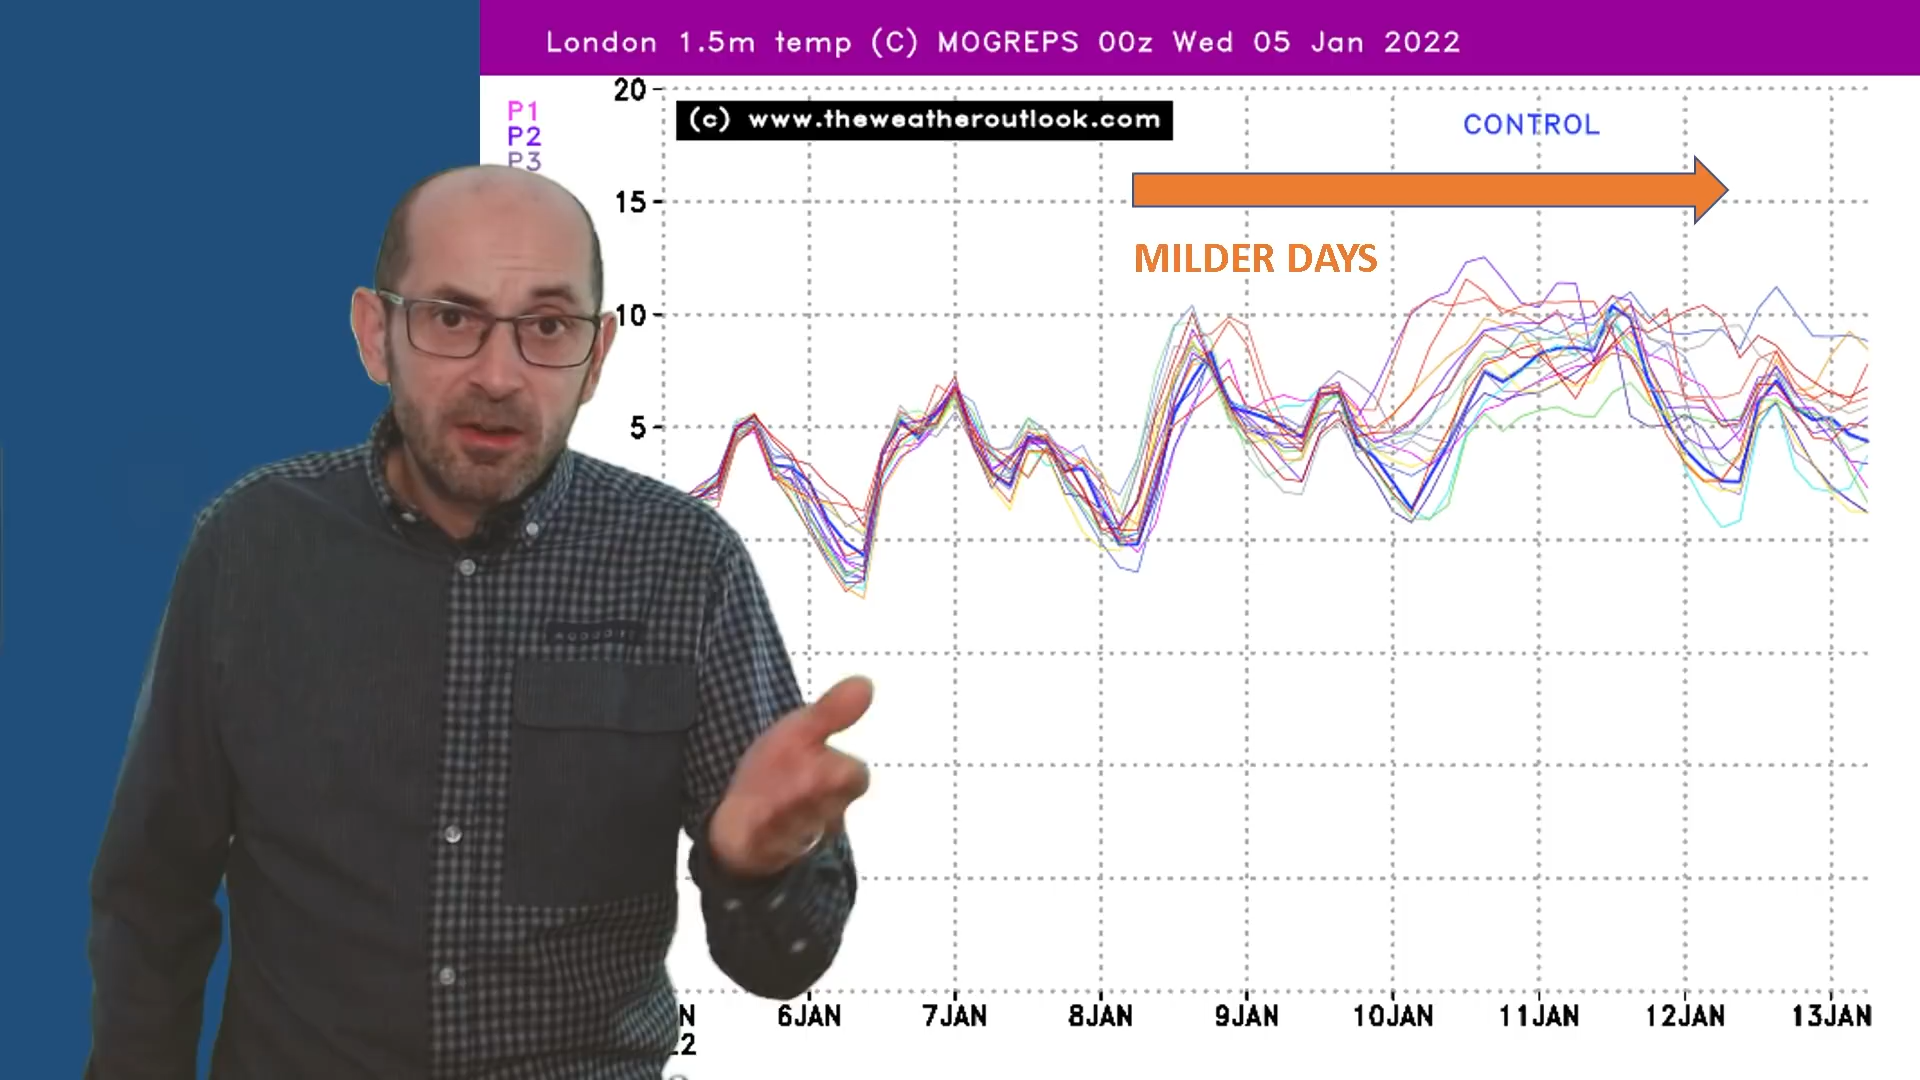 London 1.5m temp (C) MOGREPS 00z Wed 05 Jan 2022
20
P1
P2
P3
(c) www.theweatheroutlook.com
CONTROL
15
MILDER DAYS
10
5
6JAN 7JAN 8JAN 9JAN 10JAN 11JAN 12JAN 13JAN